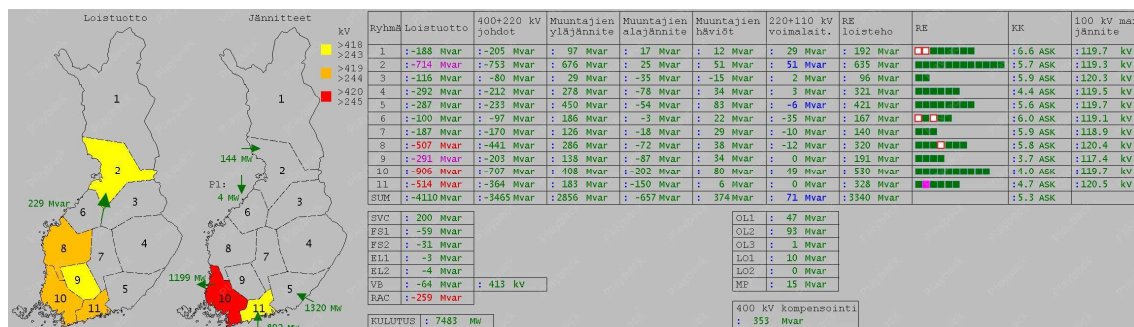 Loistuotto
Jännitteet
kV
>418
>243
>419
>244
>420
>245
1
2
3
4
5
6
7
8
9
10
11
229 Mvar
1
2
3
4
5
6
7
8
9
10
11
144 MW
P1:
4 MW
1199 MW
1320 MW
Ryhmä Loistuotto 400+220 kV johdot Muuntajien yläjännite Muuntajien alajännite Muuntajien häviöt 220+110 kV voimalait. RE loisteho RE KK 100 kV mai jännite
1 :-188 Mvar :-205 Mvar : 97 Mvar : 17 Mvar : 12 Mvar : 29 Mvar : 192 Mvar :6.6 ASK :119.7 kV
2 :-714 Mvar :-753 Mvar : 676 Mvar : 25 Mvar : 51 Mvar : 51 Mvar : 635 Mvar :5.7 ASK :119.3 kV
3 :-116 Mvar : -80 Mvar : 29 Mvar : -35 Mvar : -15 Mvar : 2 Mvar : 96 Mvar :5.9 ASK :120.3 kV
4 :-292 Mvar :-212 Mvar : 278 Mvar : -78 Mvar : 34 Mvar : 3 Mvar : 321 Mvar :4.4 ASK :119.5 kV
5 :-287 Mvar :-233 Mvar : 450 Mvar : -54 Mvar : 83 Mvar : -6 Mvar : 421 Mvar :5.6 ASK :119.7 kV
6 :-100 Mvar : -97 Mvar : 186 Mvar : -3 Mvar : 22 Mvar : -35 Mvar : 167 Mvar :6.0 ASK :119.1 kV
7 :-187 Mvar :-170 Mvar : 126 Mvar : -18 Mvar : 29 Mvar : -10 Mvar : 140 Mvar :5.9 ASK :118.9 kV
8 :-507 Mvar :-441 Mvar : 286 Mvar : -72 Mvar : 38 Mvar : -12 Mvar : 320 Mvar :5.8 ASK :120.4 kV
9 :-291 Mvar :-203 Mvar : 138 Mvar : -87 Mvar : 34 Mvar : 0 Mvar : 191 Mvar :3.7 ASK :117.4 kV
10 :-906 Mvar :-707 Mvar : 408 Mvar :-202 Mvar : 80 Mvar : 49 Mvar : 530 Mvar :4.0 ASK :119.7 kV
11 :-514 Mvar :-364 Mvar : 183 Mvar :-150 Mvar : 6 Mvar : 0 Mvar : 328 Mvar :4.7 ASK :120.5 kV
SUM :-4110 Mvar :-3465 Mvar :2856 Mvar : -657 Mvar : 374 Mvar : 71 Mvar :3340 Mvar :5.3 ASK
SVC : 200 Mvar
FS1 : -59 Mvar
FS2 : -31 Mvar
EL1 : -3 Mvar
EL2 : -4 Mvar
VB : -64 Mvar : 413 kV
RAC : -259 Mvar
KULUTUS : 7483 MW
OL1 : 47 Mvar
OL2 : 93 Mvar
OL3 : 1 Mvar
LO1 : 10 Mvar
LO2 : 0 Mvar
MP : 15 Mvar
400 kV kompensointi
: 353 Mvar